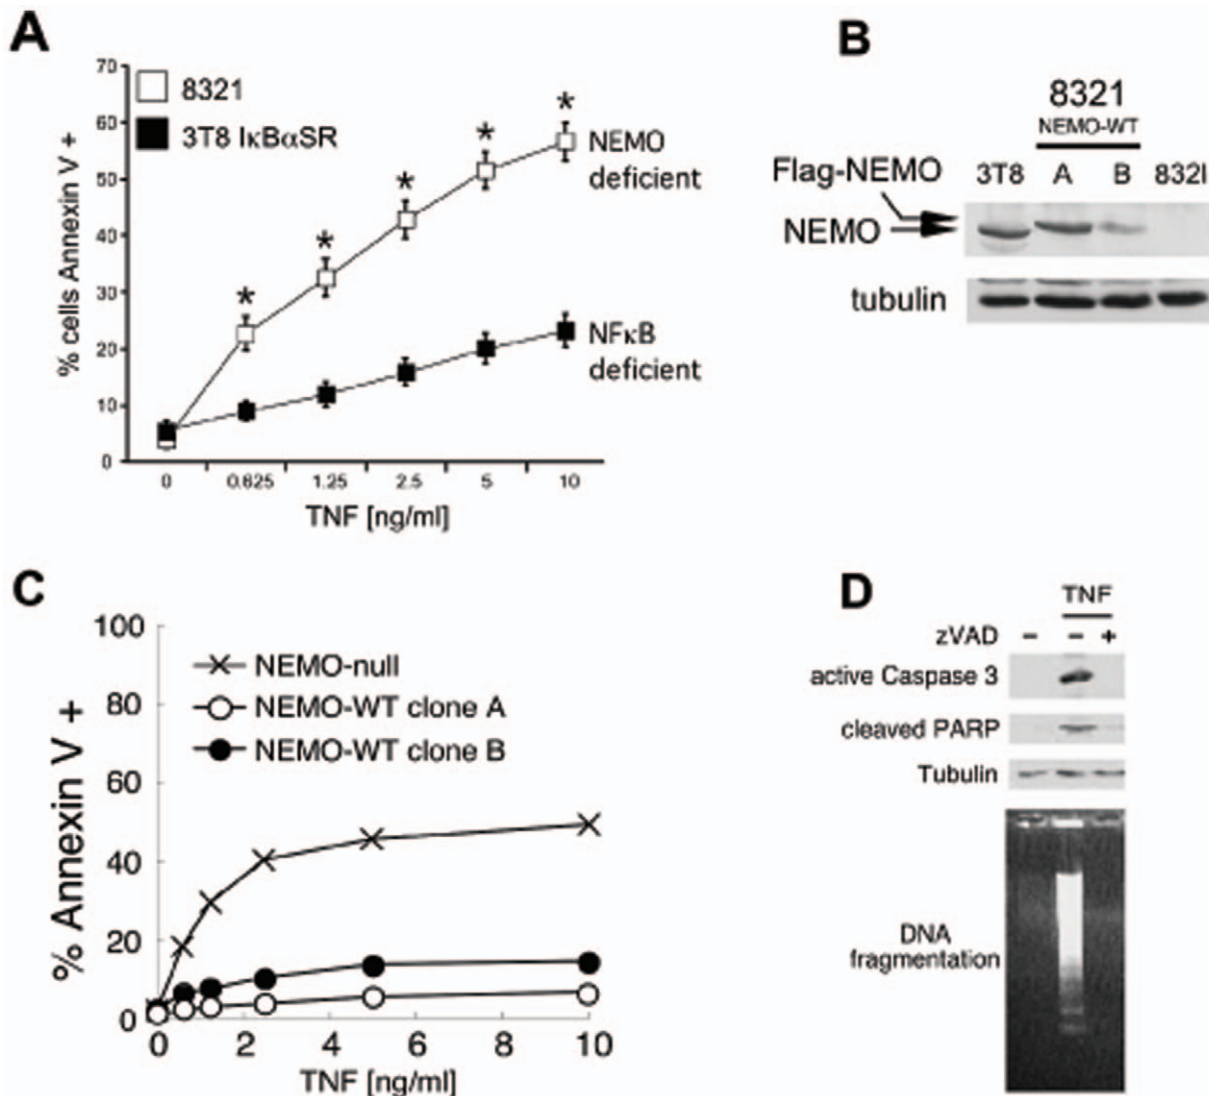 A
70
60
50
40
30
20
10
0
8321
3T8 IκBαSR
* * * * *
NEMO
deficient
NFκB
deficient
% cells Annexin V +
0 0.625 1.25 2.5 5 10
TNF [ng/ml]
B
8321
NEMO-WT
3T8 A B 832I
Flag-NEMO
NEMO
tubulin
C
100
80
60
40
20
0
NEMO-null
NEMO-WT clone A
NEMO-WT clone B
% Annexin V +
0 2 4 6 8 10
TNF [ng/ml]
D
TNF
zVAD – – +
active Caspase 3
cleaved PARP
Tubulin
DNA
fragmentation